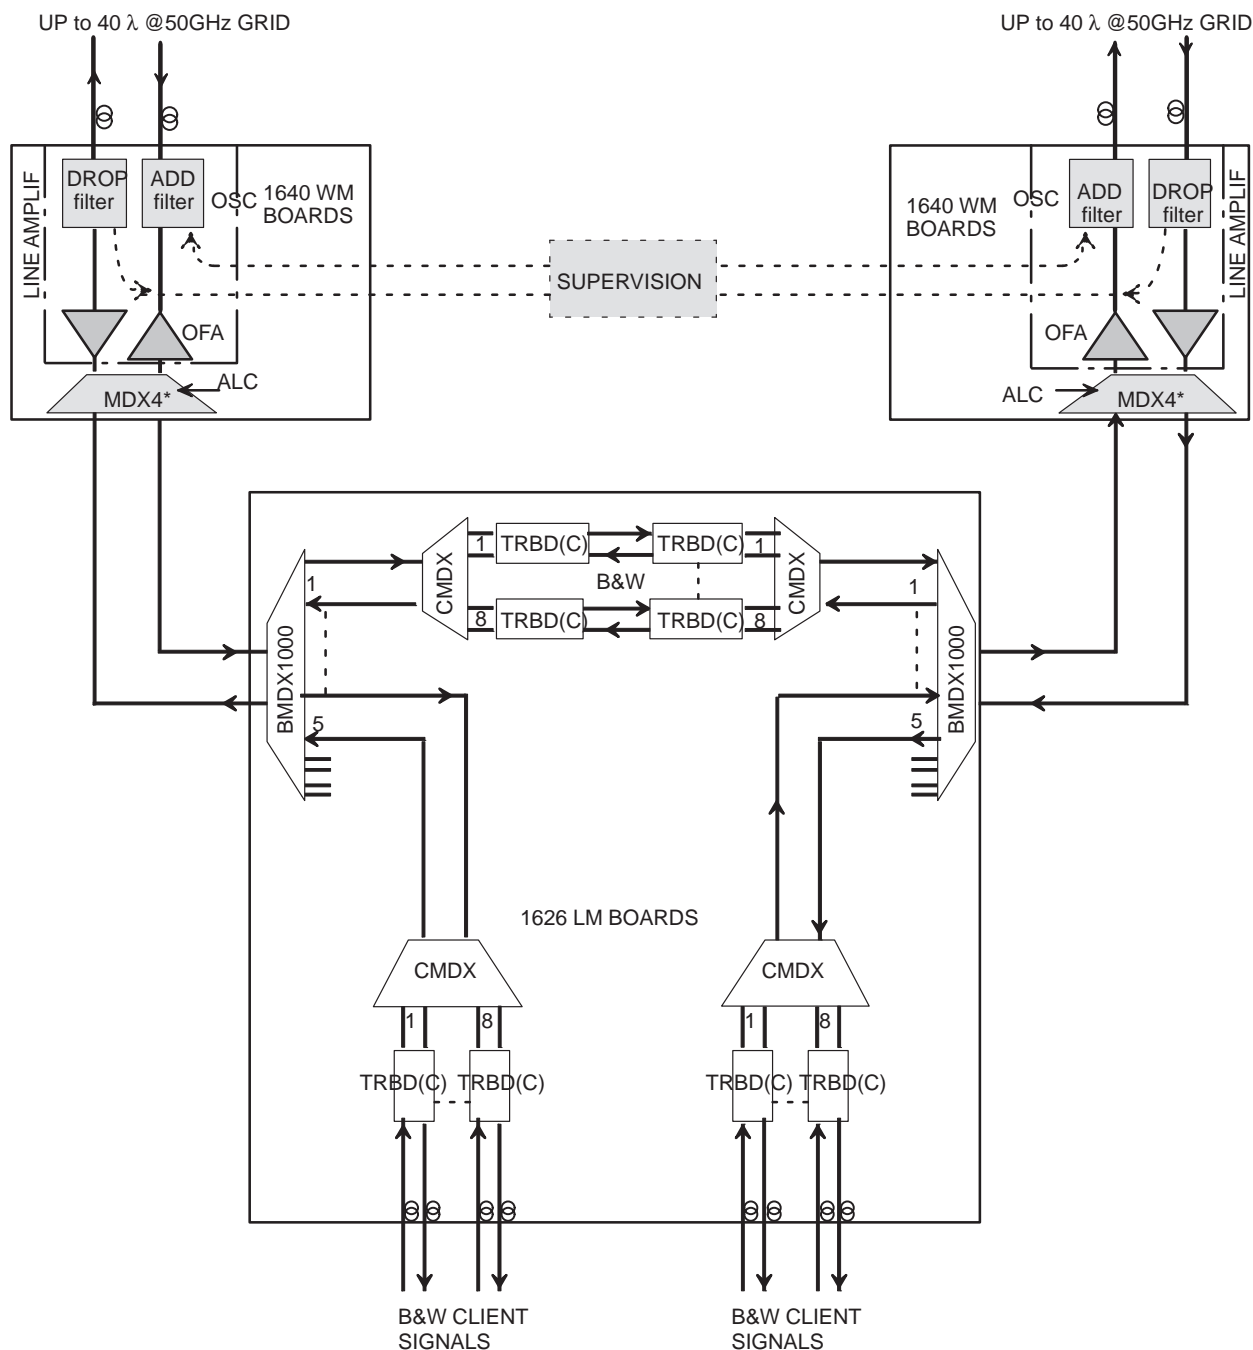 UP to 40 λ @50GHz GRID
UP to 40 λ @50GHz GRID
LINE AMPLIF
DROP
filter
ADD
filter
OSC
1640 WM
BOARDS
OFA
ALC
MDX4*
SUPERVISION
1640 WM
BOARDS
OSC
ADD
filter
DROP
filter
LINE AMPLIF
OFA
ALC
MDX4*
BMDX1000
1
5
CMDX
1
TRBD(C)
TRBD(C)
1
B&W
8
TRBD(C)
TRBD(C)
8
CMDX
1
5
BMDX1000
1626 LM BOARDS
CMDX
1
8
TRBD(C)
TRBD(C)
CMDX
1
8
TRBD(C)
TRBD(C)
B&W CLIENT
SIGNALS
B&W CLIENT
SIGNALS